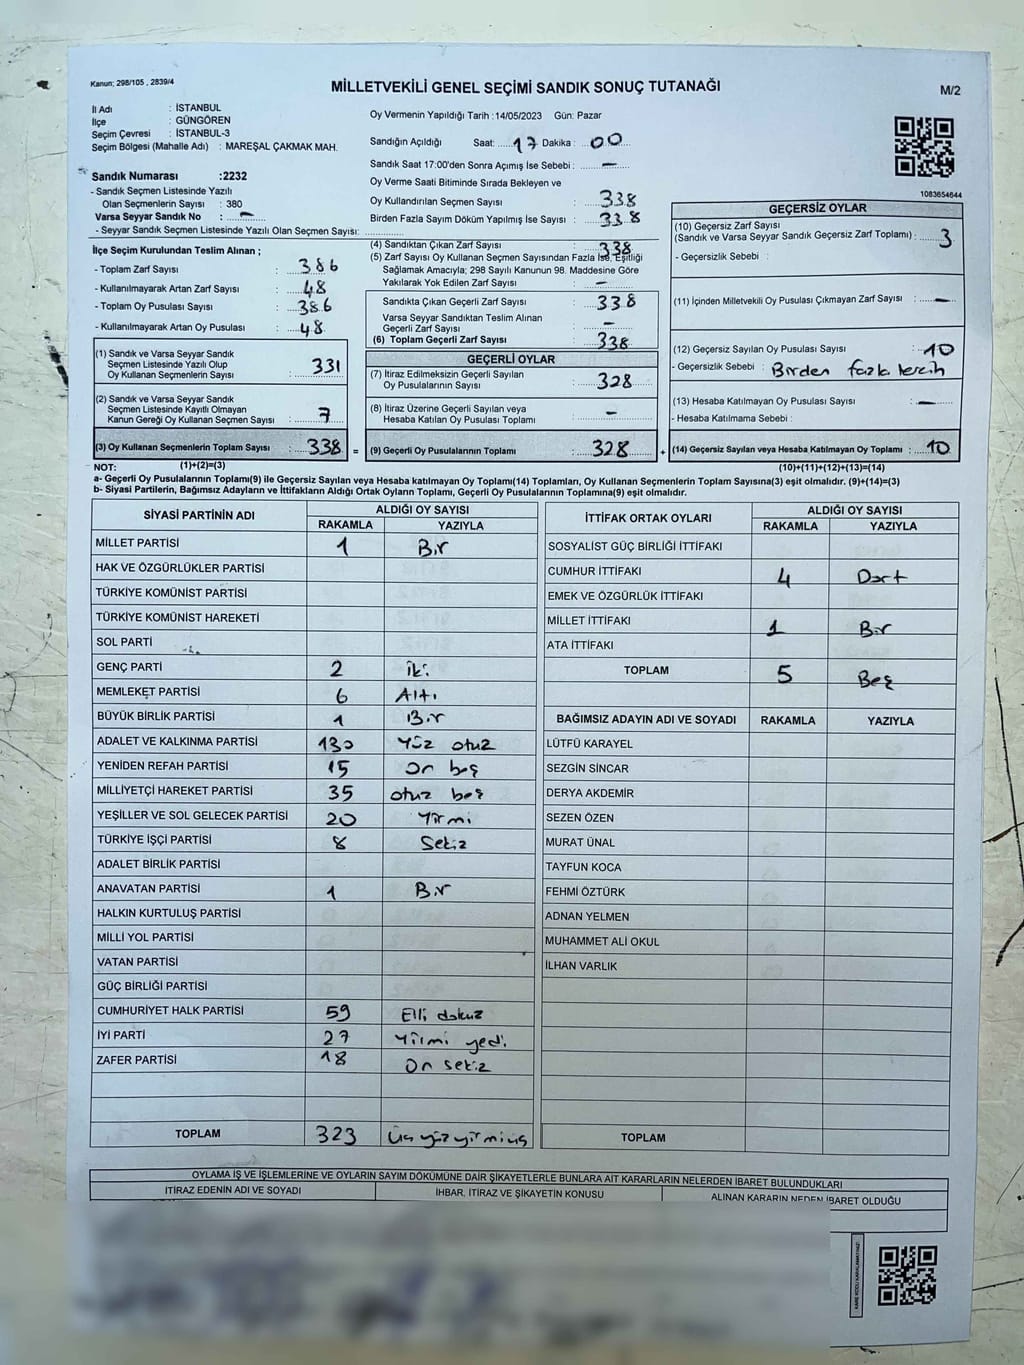 Kanun; 298/105 , 2839/4
MİLLETVEKİLİ GENEL SEÇİMİ SANDIK SONUÇ TUTANAĞI
M/2
İl Adı : İSTANBUL
İlçe : GÜNGÖREN
Seçim Çevresi : İSTANBUL-3
Seçim Bölgesi (Mahalle Adı) : MAREŞAL ÇAKMAK MAH.
Sandık Numarası :2232
- Sandık Seçmen Listesinde Yazılı
Olan Seçmenlerin Sayısı : 380
Varsa Seyyar Sandık No : -
- Seyyar Sandık Seçmen Listesinde Yazılı Olan Seçmen Sayısı:
Oy Vermenin Yapıldığı Tarih :14/05/2023 Gün: Pazar
Sandığın Açıldığı Saat: 17 Dakika : 00
Sandık Saat 17:00'den Sonra Açımış İse Sebebi : -
Oy Verme Saati Bitiminde Sırada Bekleyen ve
Oy Kullandırılan Seçmen Sayısı : 338
Birden Fazla Sayım Döküm Yapılmış İse Sayısı : 338
1083654644
İlçe Seçim Kurulundan Teslim Alınan ;
- Toplam Zarf Sayısı : 386
- Kullanılmayarak Artan Zarf Sayısı : 48
- Toplam Oy Pusulası Sayısı : 386
- Kullanılmayarak Artan Oy Pusulası : 48
(1) Sandık ve Varsa Seyyar Sandık
Seçmen Listesinde Yazılı Olup
Oy Kullanan Seçmenlerin Sayısı : 331
(2) Sandık ve Varsa Seyyar Sandık
Seçmen Listesinde Kayıtlı Olmayan
Kanun Gereği Oy Kullanan Seçmen Sayısı : 7
(3) Oy Kullanan Seçmenlerin Toplam Sayısı : 338 =
(4) Sandıktan Çıkan Zarf Sayısı : 338
(5) Zarf Sayısı Oy Kullanan Seçmen Sayısından Fazla İse, Eşitliği
Sağlamak Amacıyla; 298 Sayılı Kanunun 98. Maddesine Göre
Yakılarak Yok Edilen Zarf Sayısı : -
Sandıkta Çıkan Geçerli Zarf Sayısı : 338
Varsa Seyyar Sandıktan Teslim Alınan
Geçerli Zarf Sayısı : -
(6) Toplam Geçerli Zarf Sayısı : 338
GEÇERLİ OYLAR
(7) İtiraz Edilmeksizin Geçerli Sayılan
Oy Pusulalarının Sayısı : 328
(8) İtiraz Üzerine Geçerli Sayılan veya
Hesaba Katılan Oy Pusulası Toplamı : -
(9) Geçerli Oy Pusulalarının Toplamı : 328 +
GEÇERSİZ OYLAR
(10) Geçersiz Zarf Sayısı
(Sandık ve Varsa Seyyar Sandık Geçersiz Zarf Toplamı) : 3
- Geçersizlik Sebebi :
(11) İçinden Milletvekili Oy Pusulası Çıkmayan Zarf Sayısı : -
(12) Geçersiz Sayılan Oy Pusulası Sayısı : 10
- Geçersizlik Sebebi : Birden fazla tercih
(13) Hesaba Katılmayan Oy Pusulası Sayısı : -
- Hesaba Katılmama Sebebi :
(14) Geçersiz Sayılan veya Hesaba Katılmayan Oy Toplamı : 10
NOT: (1)+(2)=(3)
(10)+(11)+(12)+(13)=(14)
a- Geçerli Oy Pusulalarının Toplamı(9) ile Geçersiz Sayılan veya Hesaba katılmayan Oy Toplamı(14) Toplamları, Oy Kullanan Seçmenlerin Toplam Sayısına(3) eşit olmalıdır. (9)+(14)=(3)
b- Siyasi Partilerin, Bağımsız Adayların ve İttifakların Aldığı Ortak Oyların Toplamı, Geçerli Oy Pusulalarının Toplamına(9) eşit olmalıdır.
SİYASİ PARTİNİN ADI ALDIĞI OY SAYISI
RAKAMLA YAZIYLA
MİLLET PARTİSİ 1 Bir
HAK VE ÖZGÜRLÜKLER PARTİSİ
TÜRKİYE KOMÜNİST PARTİSİ
TÜRKİYE KOMÜNİST HAREKETİ
SOL PARTİ
GENÇ PARTİ 2 iki
MEMLEKET PARTİSİ 6 Altı
BÜYÜK BİRLİK PARTİSİ 1 Bir
ADALET VE KALKINMA PARTİSİ 130 Yüz otuz
YENİDEN REFAH PARTİSİ 15 On beş
MİLLİYETÇİ HAREKET PARTİSİ 35 otuz beş
YEŞİLLER VE SOL GELECEK PARTİSİ 20 Yirmi
TÜRKİYE İŞÇİ PARTİSİ 8 Sekiz
ADALET BİRLİK PARTİSİ
ANAVATAN PARTİSİ 1 Bir
HALKIN KURTULUŞ PARTİSİ
MİLLİ YOL PARTİSİ
VATAN PARTİSİ
GÜÇ BİRLİĞİ PARTİSİ
CUMHURİYET HALK PARTİSİ 59 Elli dokuz
İYİ PARTİ 27 Yirmi yedi
ZAFER PARTİSİ 18 On sekiz
TOPLAM 323 üç yüz yirmi üç
İTTİFAK ORTAK OYLARI ALDIĞI OY SAYISI
RAKAMLA YAZIYLA
SOSYALİST GÜÇ BİRLİĞİ İTTİFAKI
CUMHUR İTTİFAKI 4 Dört
EMEK VE ÖZGÜRLÜK İTTİFAKI
MİLLET İTTİFAKI 1 Bir
ATA İTTİFAKI
TOPLAM 5 Beş
BAĞIMSIZ ADAYIN ADI VE SOYADI RAKAMLA YAZIYLA
LÜTFÜ KARAYEL
SEZGİN SİNCAR
DERYA AKDEMİR
SEZEN ÖZEN
MURAT ÜNAL
TAYFUN KOCA
FEHMİ ÖZTÜRK
ADNAN YELMEN
MUHAMMET ALİ OKUL
İLHAN VARLIK
TOPLAM
OYLAMA İŞ VE İŞLEMLERİNE VE OYLARIN SAYIM DÖKÜMÜNE DAİR ŞİKAYETLERLE BUNLARA AİT KARARLARIN NELERDEN İBARET BULUNDUKLARI
İTİRAZ EDENİN ADI VE SOYADI İHBAR, İTİRAZ VE ŞİKAYETİN KONUSU ALINAN KARARIN NEDEN İBARET OLDUĞU